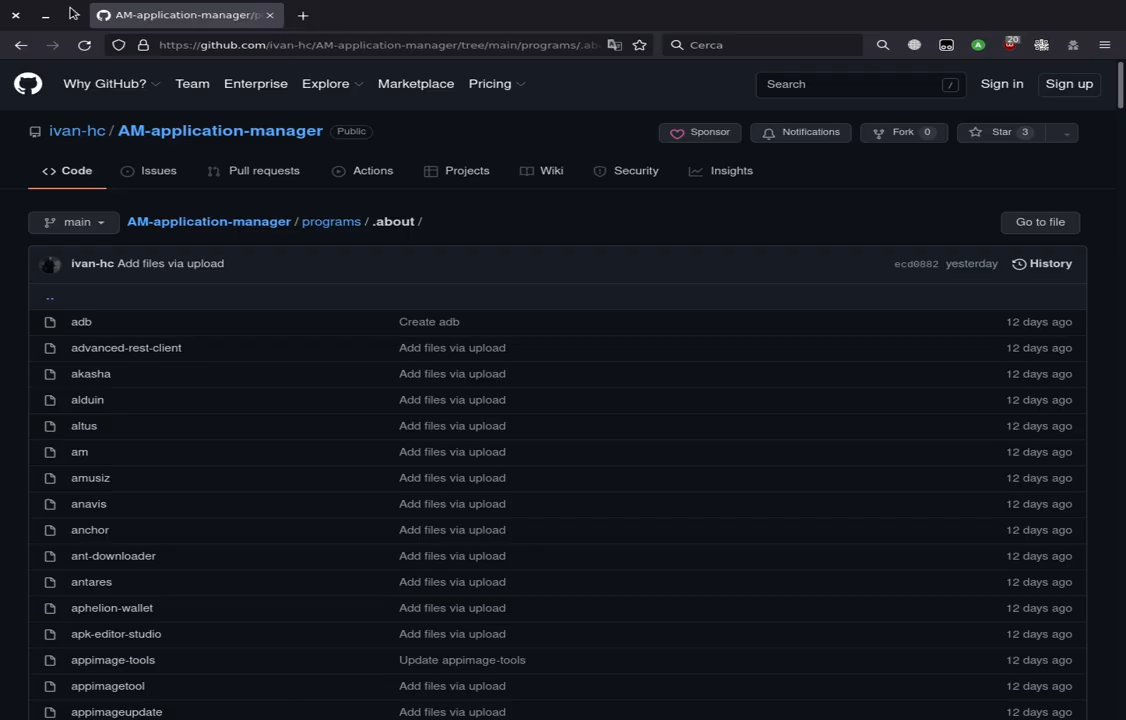 AM-application-manager/p
https://github.com/ivan-hc/AM-application-manager/tree/main/programs/.ab
Cerca
20
A
Why GitHub? Team Enterprise Explore Marketplace Pricing
Search /
Sign in
Sign up
ivan-hc / AM-application-manager Public
Sponsor
Notifications
Fork 0
Star 3
<> Code Issues Pull requests Actions Projects Wiki Security Insights
main
AM-application-manager / programs / .about /
Go to file
ivan-hc Add files via upload ecd0882 yesterday History
..
adb Create adb 12 days ago
advanced-rest-client Add files via upload 12 days ago
akasha Add files via upload 12 days ago
alduin Add files via upload 12 days ago
altus Add files via upload 12 days ago
am Add files via upload 12 days ago
amusiz Add files via upload 12 days ago
anavis Add files via upload 12 days ago
anchor Add files via upload 12 days ago
ant-downloader Add files via upload 12 days ago
antares Add files via upload 12 days ago
aphelion-wallet Add files via upload 12 days ago
apk-editor-studio Add files via upload 12 days ago
appimage-tools Update appimage-tools 12 days ago
appimagetool Add files via upload 12 days ago
appimageupdate Add files via upload 12 days ago